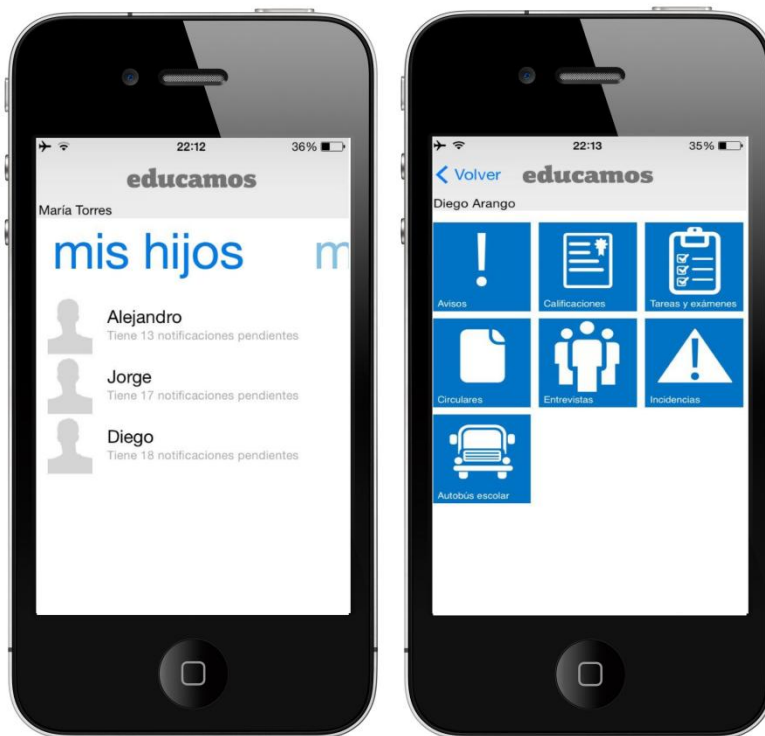 22:12
36%
educamos
María Torres
mis hijos
m
Alejandro
Tiene 13 notificaciones pendientes
Jorge
Tiene 17 notificaciones pendientes
Diego
Tiene 18 notificaciones pendientes
22:13
35%
Volver educamos
Diego Arango
Avisos
Calificaciones
Tareas y exámenes
Circulares
Entrevistas
Incidencias
Autobús escolar